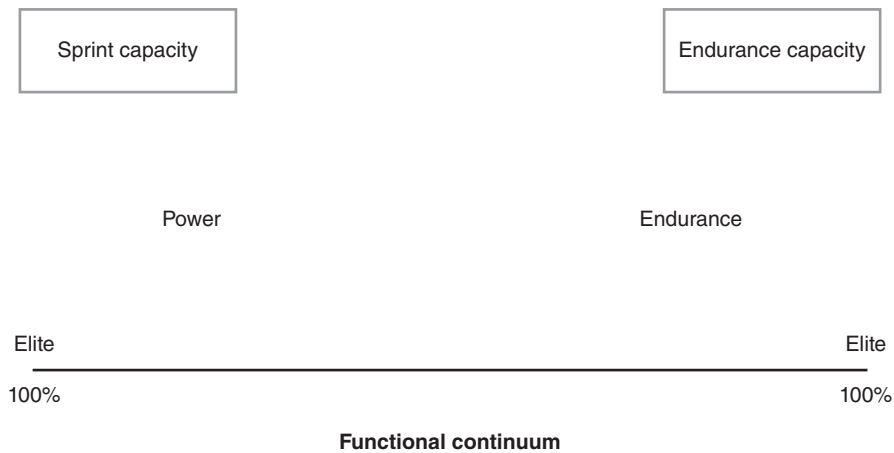 Sprint capacity
Endurance capacity
Power
Endurance
Elite
Elite
100%
100%
Functional continuum